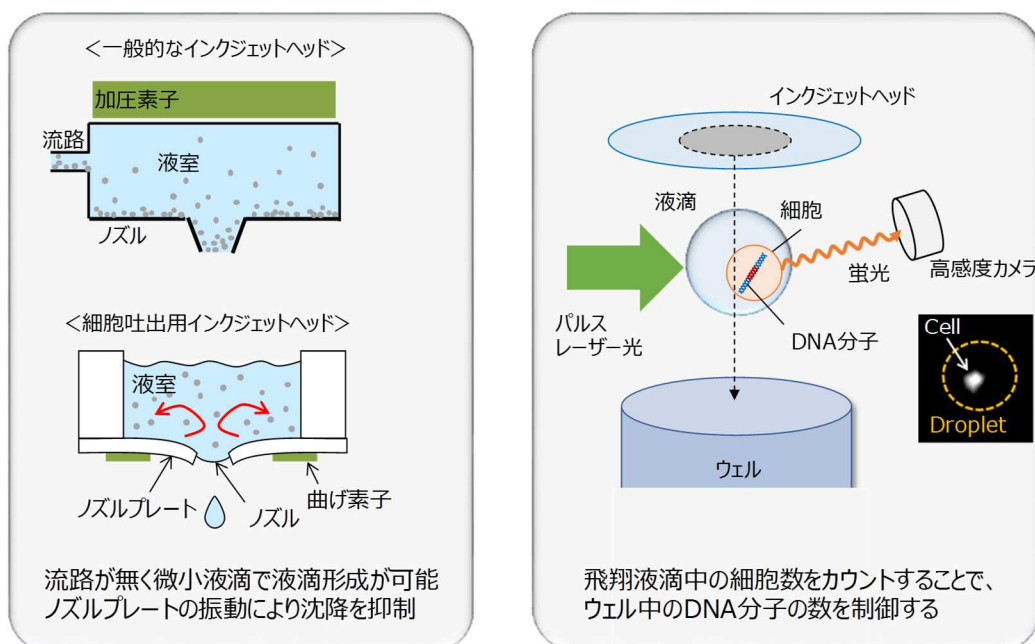 ＜一般的なインクジェットヘッド＞
加圧素子
流路
液室
ノズル
＜細胞吐出用インクジェットヘッド＞
液室
ノズルプレート
ノズル
曲げ素子
流路が無く微小液滴で液滴形成が可能
ノズルプレートの振動により沈降を抑制
インクジェットヘッド
液滴
細胞
蛍光
高感度カメラ
パルス
レーザー光
DNA分子
Cell
Droplet
ウェル
飛翔液滴中の細胞数をカウントすることで、
ウェル中のDNA分子の数を制御する